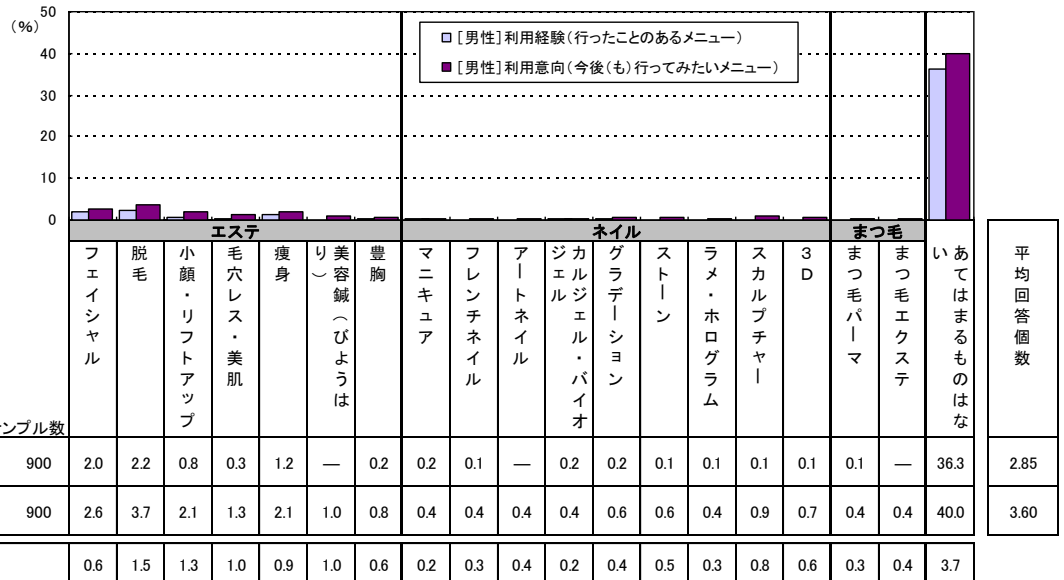 (%)
50
40
30
20
10
0
［男性］利用経験（行ったことのあるメニュー）
［男性］利用意向（今後（も）行ってみたいメニュー）
エステ ネイル まつ毛
フェイシャル
脱毛
小顔・リフトアップ
毛穴レス・美肌
痩身
美容鍼（びようはり）
豊胸
マニキュア
フレンチネイル
アートネイル
カルジェル・バイオジェル
グラデーション
ストーン
ラメ・ホログラム
スカルプチャー
3D
まつ毛パーマ
まつ毛エクステ
あてはまるものはない
平均回答個数
ンプル数
900 2.0 2.2 0.8 0.3 1.2 — 0.2 0.2 0.1 — 0.2 0.2 0.1 0.1 0.1 0.1 0.1 — 36.3 2.85
900 2.6 3.7 2.1 1.3 2.1 1.0 0.8 0.4 0.4 0.4 0.4 0.6 0.6 0.4 0.9 0.7 0.4 0.4 40.0 3.60
0.6 1.5 1.3 1.0 0.9 1.0 0.6 0.2 0.3 0.4 0.2 0.4 0.5 0.3 0.8 0.6 0.3 0.4 3.7